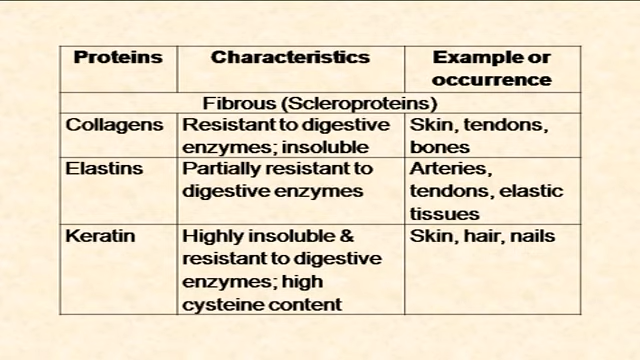 Proteins Characteristics Example or
occurrence
Fibrous (Scleroproteins)
Collagens Resistant to digestive Skin, tendons,
enzymes; insoluble bones
Elastins Partially resistant to Arteries,
digestive enzymes tendons, elastic
tissues
Keratin Highly insoluble & Skin, hair, nails
resistant to digestive
enzymes; high
cysteine content